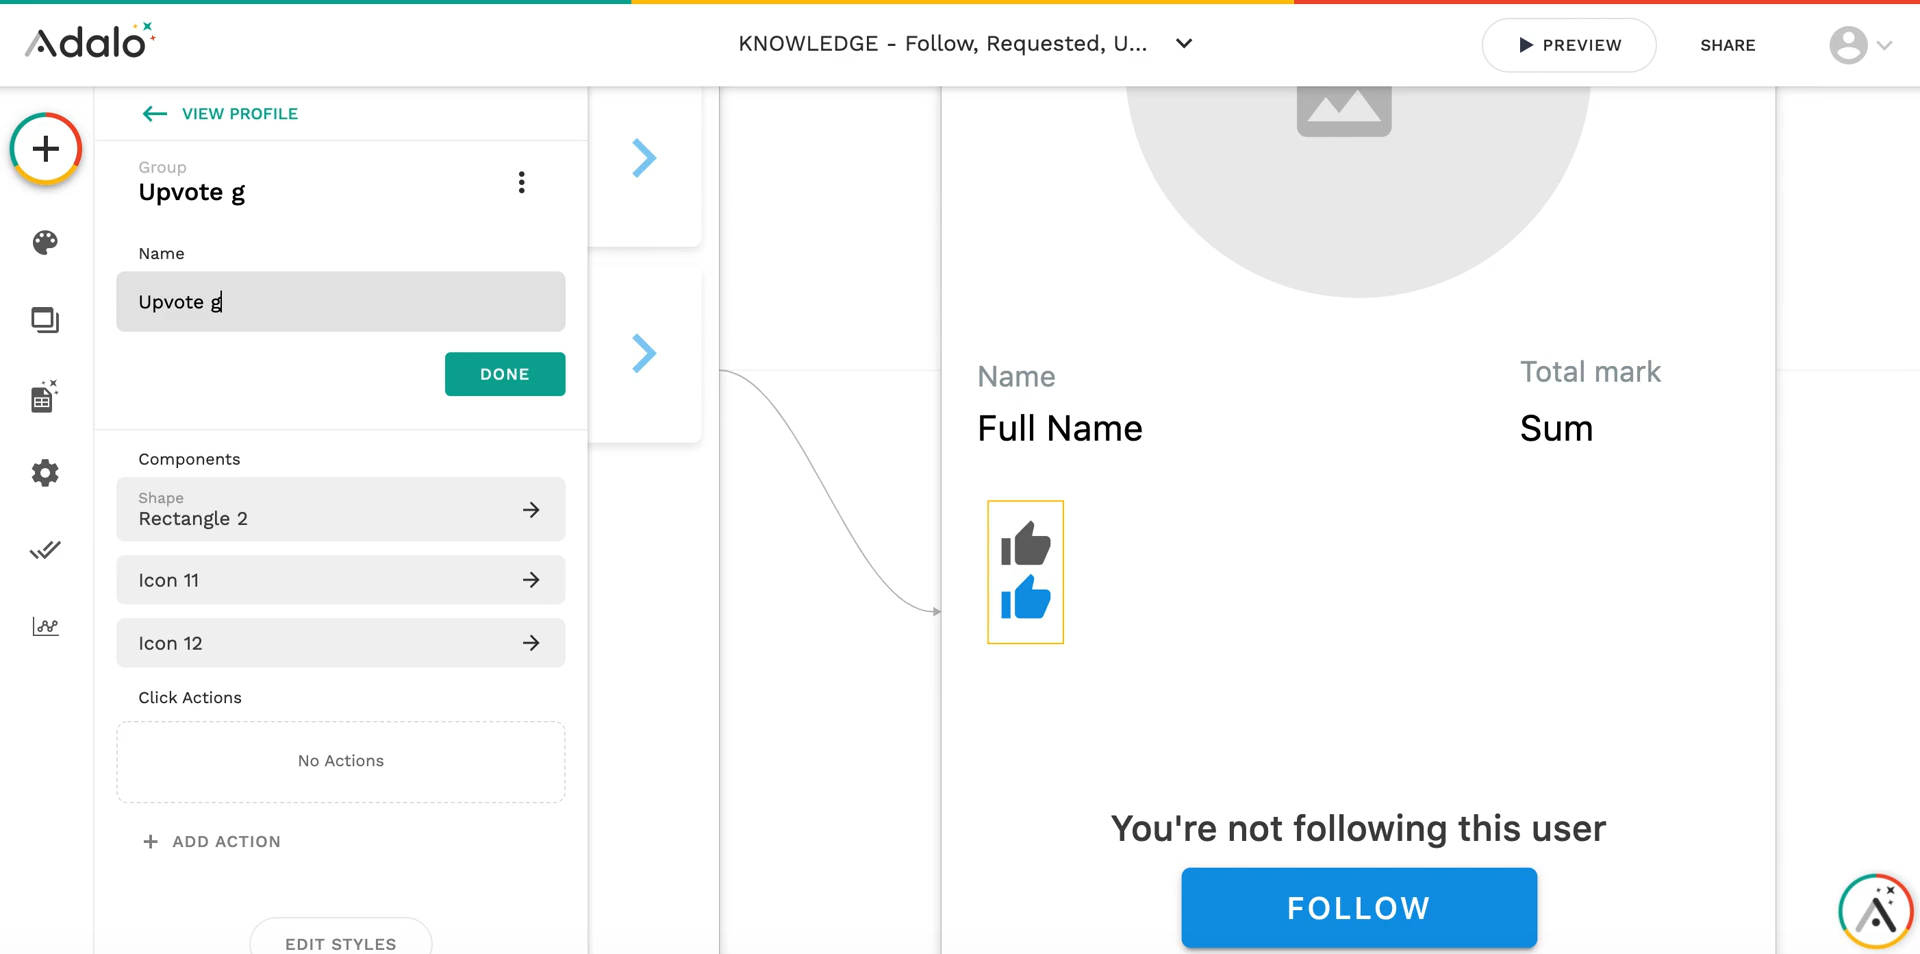 Adalo
KNOWLEDGE - Follow, Requested, U...
PREVIEW
SHARE
VIEW PROFILE
Group
Upvote g
Name
Upvote g
DONE
Components
Shape
Rectangle 2
Icon 11
Icon 12
Click Actions
No Actions
ADD ACTION
EDIT STYLES
Name
Full Name
Total mark
Sum
You're not following this user
FOLLOW